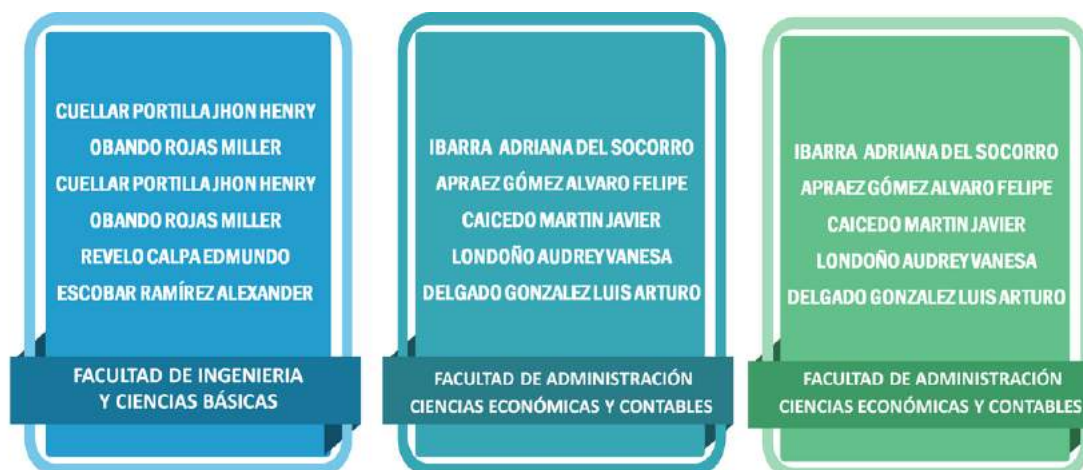 CUELLAR PORTILLA JHON HENRY
OBANDO ROJAS MILLER
CUELLAR PORTILLA JHON HENRY
OBANDO ROJAS MILLER
REVELO CALPA EDMUNDO
ESCOBAR RAMÍREZ ALEXANDER
FACULTAD DE INGENIERIA
Y CIENCIAS BÁSICAS
IBARRA ADRIANA DEL SOCORRO
APRAEZ GÓMEZ ALVARO FELIPE
CAICEDO MARTIN JAVIER
LONDOÑO AUDREY VANESA
DELGADO GONZALEZ LUIS ARTURO
FACULTAD DE ADMINISTRACIÓN
CIENCIAS ECONÓMICAS Y CONTABLES
IBARRA ADRIANA DEL SOCORRO
APRAEZ GÓMEZ ALVARO FELIPE
CAICEDO MARTIN JAVIER
LONDOÑO AUDREY VANESA
DELGADO GONZALEZ LUIS ARTURO
FACULTAD DE ADMINISTRACIÓN
CIENCIAS ECONÓMICAS Y CONTABLES